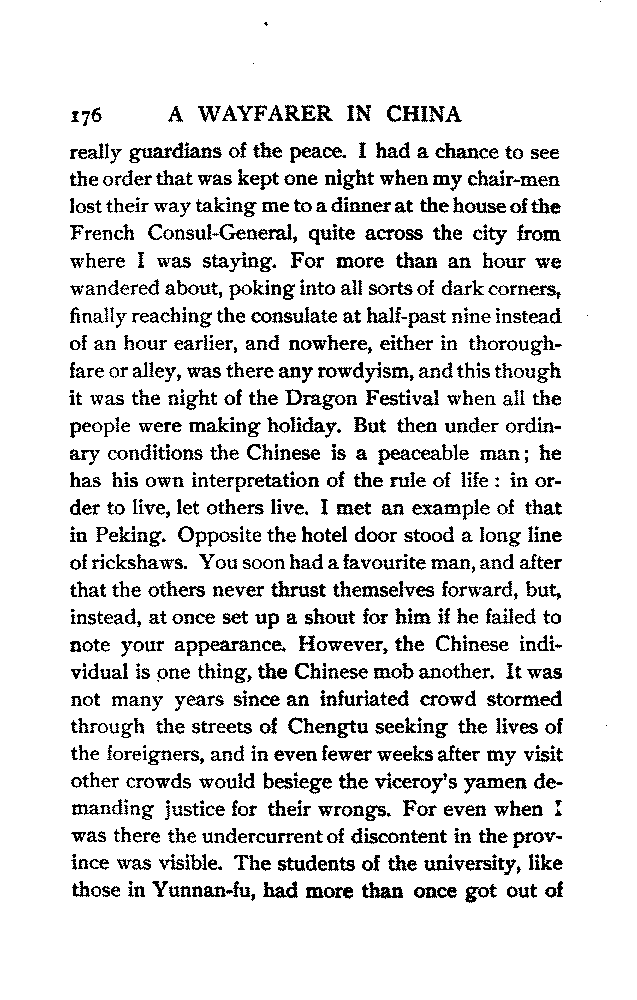 176 A WAYFARER IN CHINA
really guardians of the peace. I had a chance to see
the order that was kept one night when my chair-men
lost their way taking me to a dinner at the house of the
French Consul-General, quite across the city from
where I was staying. For more than an hour we
wandered about, poking into all sorts of dark corners,
finally reaching the consulate at half-past nine instead
of an hour earlier, and nowhere, either in thorough-
fare or alley, was there any rowdyism, and this though
it was the night of the Dragon Festival when all the
people were making holiday. But then under ordin-
ary conditions the Chinese is a peaceable man; he
has his own interpretation of the rule of life: in or-
der to live, let others live. I met an example of that
in Peking. Opposite the hotel door stood a long line
of rickshaws. You soon had a favourite man, and after
that the others never thrust themselves forward, but,
instead, at once set up a shout for him if he failed to
note your appearance. However, the Chinese indi-
vidual is one thing, the Chinese mob another. It was
not many years since an infuriated crowd stormed
through the streets of Chengtu seeking the lives of
the foreigners, and in even fewer weeks after my visit
other crowds would besiege the viceroy's yamen de-
manding justice for their wrongs. For even when I
was there the undercurrent of discontent in the prov-
ince was visible. The students of the university, like
those in Yunnan-fu, had more than once got out of